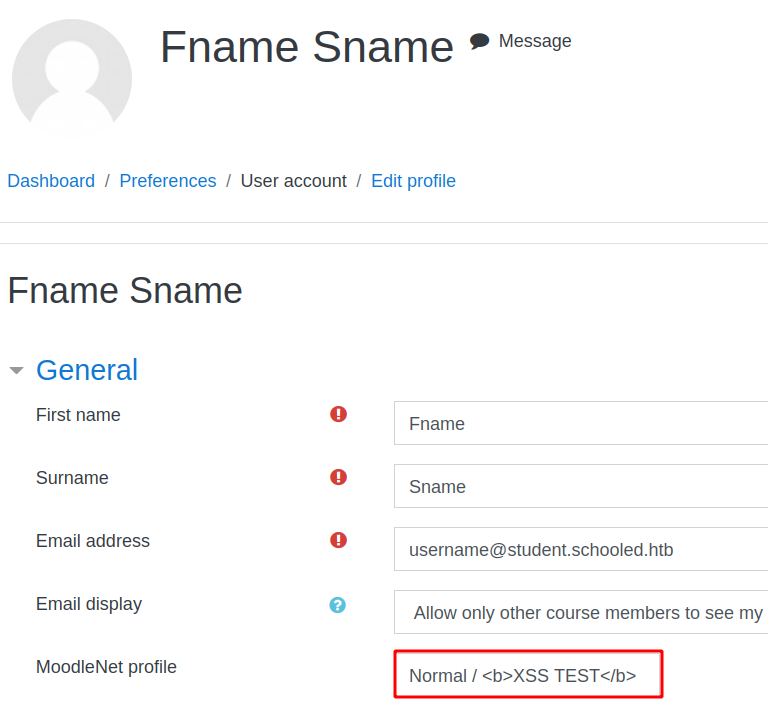 Fname Sname Message
Dashboard / Preferences / User account / Edit profile
Fname Sname
General
First name ! Fname
Surname ! Sname
Email address ! username@student.schooled.htb
Email display ? Allow only other course members to see my
MoodleNet profile Normal / <b>XSS TEST</b>